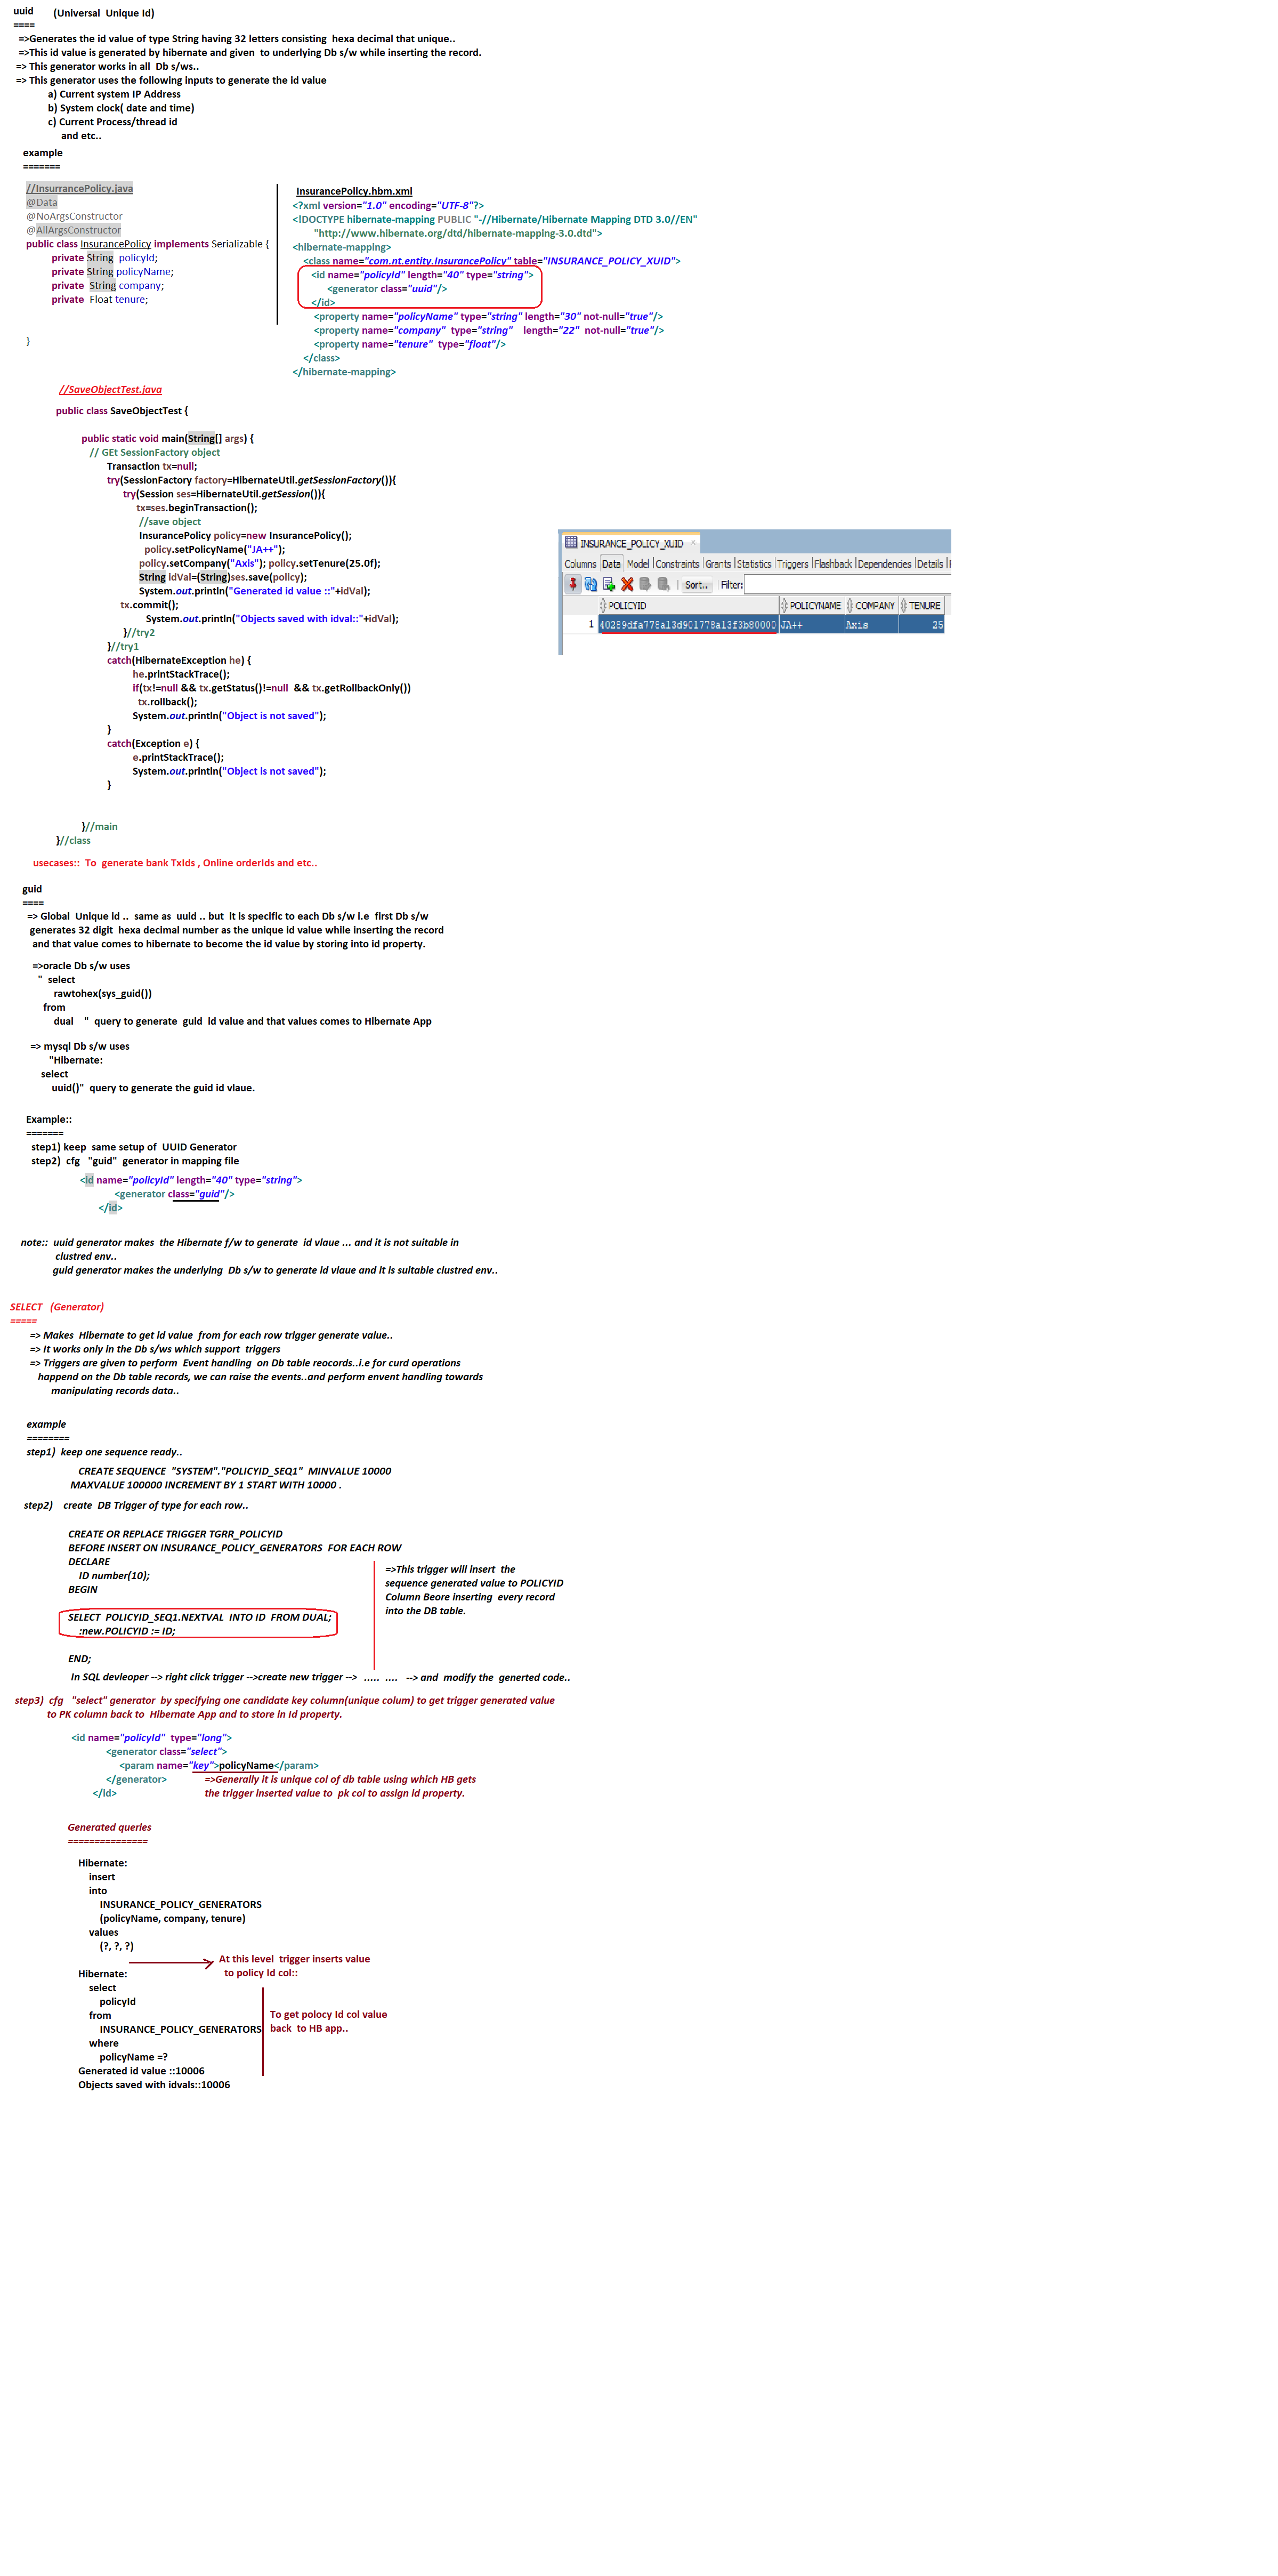 uuid (Universal Unique Id)
====
=>Generates the id value of type String having 32 letters consisting hexa decimal that unique..
=>This id value is generated by hibernate and given to underlying Db s/w while inserting the record.
=> This generator works in all Db s/ws..
=> This generator uses the following inputs to generate the id value
a) Current system IP Address
b) System clock( date and time)
c) Current Process/thread id
and etc..
example
=======
//InsurrancePolicy.java
@Data
@NoArgsConstructor
@AllArgsConstructor
public class InsurancePolicy implements Serializable {
private String policyId;
private String policyName;
private String company;
private Float tenure;
}
InsurancePolicy.hbm.xml
<?xml version="1.0" encoding="UTF-8"?>
<!DOCTYPE hibernate-mapping PUBLIC "-//Hibernate/Hibernate Mapping DTD 3.0//EN"
"http://www.hibernate.org/dtd/hibernate-mapping-3.0.dtd">
<hibernate-mapping>
<class name="com.nt.entity.InsurancePolicy" table="INSURANCE_POLICY_XUID">
<id name="policyId" length="40" type="string">
<generator class="uuid"/>
</id>
<property name="policyName" type="string" length="30" not-null="true"/>
<property name="company" type="string" length="22" not-null="true"/>
<property name="tenure" type="float"/>
</class>
</hibernate-mapping>
//SaveObjectTest.java
public class SaveObjectTest {
public static void main(String[] args) {
// GEt SessionFactory object
Transaction tx=null;
try(SessionFactory factory=HibernateUtil.getSessionFactory()){
try(Session ses=HibernateUtil.getSession()){
tx=ses.beginTransaction();
//save object
InsurancePolicy policy=new InsurancePolicy();
policy.setPolicyName("JA++");
policy.setCompany("Axis"); policy.setTenure(25.0f);
String idVal=(String)ses.save(policy);
System.out.println("Generated id value ::"+idVal);
tx.commit();
System.out.println("Objects saved with idval::"+idVal);
}//try2
}//try1
catch(HibernateException he) {
he.printStackTrace();
if(tx!=null && tx.getStatus()!=null && tx.getRollbackOnly())
tx.rollback();
System.out.println("Object is not saved");
}
catch(Exception e) {
e.printStackTrace();
System.out.println("Object is not saved");
}
}//main
}//class
INSURANCE_POLICY_XUID
Columns Data Model Constraints Grants Statistics Triggers Flashback Dependencies Details
Sort.. Filter:
POLICYID POLICYNAME COMPANY TENURE
1 40289dfa778a13d901778a13f3b80000 JA++ Axis 25
usecases:: To generate bank TxIds , Online orderIds and etc..
guid
====
=> Global Unique id .. same as uuid .. but it is specific to each Db s/w i.e first Db s/w
generates 32 digit hexa decimal number as the unique id value while inserting the record
and that value comes to hibernate to become the id value by storing into id property.
=>oracle Db s/w uses
" select
rawtohex(sys_guid())
from
dual " query to generate guid id value and that values comes to Hibernate App
=> mysql Db s/w uses
"Hibernate:
select
uuid()" query to generate the guid id vlaue.
Example::
=======
step1) keep same setup of UUID Generator
step2) cfg "guid" generator in mapping file
<id name="policyId" length="40" type="string">
<generator class="guid"/>
</id>
note:: uuid generator makes the Hibernate f/w to generate id vlaue ... and it is not suitable in
clustred env..
guid generator makes the underlying Db s/w to generate id vlaue and it is suitable clustred env..
SELECT (Generator)
=====
=> Makes Hibernate to get id value from for each row trigger generate value..
=> It works only in the Db s/ws which support triggers
=> Triggers are given to perform Event handling on Db table reocords..i.e for curd operations
happend on the Db table records, we can raise the events..and perform envent handling towards
manipulating records data..
example
========
step1) keep one sequence ready..
CREATE SEQUENCE "SYSTEM"."POLICYID_SEQ1" MINVALUE 10000
MAXVALUE 100000 INCREMENT BY 1 START WITH 10000 .
step2) create DB Trigger of type for each row..
CREATE OR REPLACE TRIGGER TGRR_POLICYID
BEFORE INSERT ON INSURANCE_POLICY_GENERATORS FOR EACH ROW
DECLARE
ID number(10);
BEGIN
SELECT POLICYID_SEQ1.NEXTVAL INTO ID FROM DUAL;
:new.POLICYID := ID;
END;
=>This trigger will insert the
sequence generated value to POLICYID
Column Beore inserting every record
into the DB table.
In SQL devleoper --> right click trigger -->create new trigger --> ..... .... --> and modify the generted code..
step3) cfg "select" generator by specifying one candidate key column(unique colum) to get trigger generated value
to PK column back to Hibernate App and to store in Id property.
<id name="policyId" type="long">
<generator class="select">
<param name="key">policyName</param>
</generator> =>Generally it is unique col of db table using which HB gets
</id> the trigger inserted value to pk col to assign id property.
Generated queries
===============
Hibernate:
insert
into
INSURANCE_POLICY_GENERATORS
(policyName, company, tenure)
values
(?, ?, ?)
At this level trigger inserts value
to policy Id col::
Hibernate:
select
policyId
from
INSURANCE_POLICY_GENERATORS
where
policyName =?
To get polocy Id col value
back to HB app..
Generated id value ::10006
Objects saved with idvals::10006